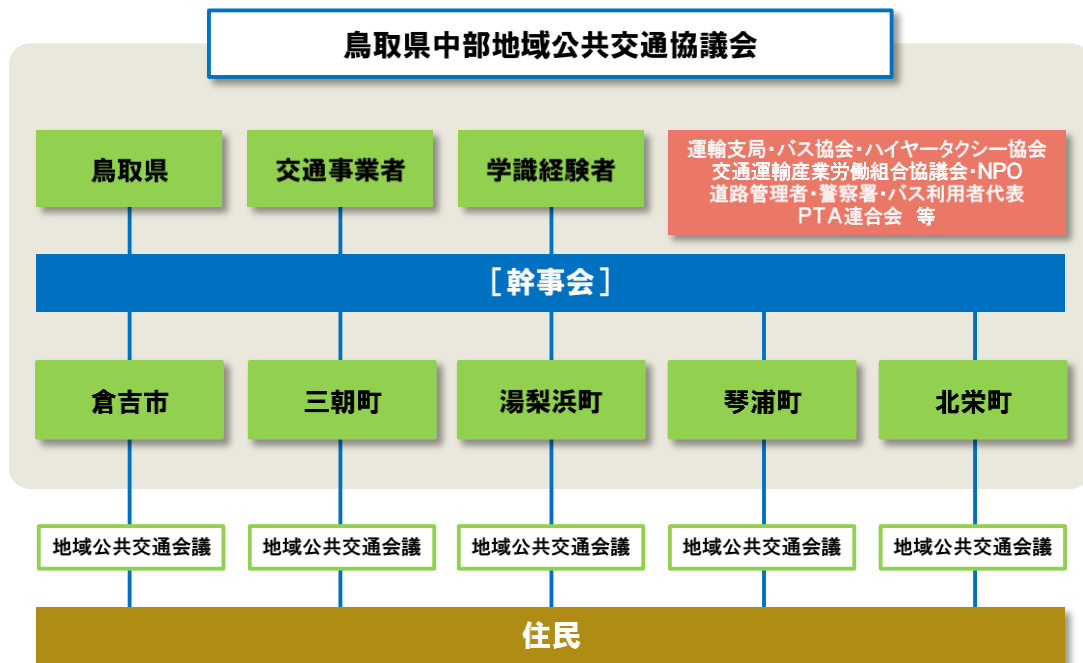 鳥取県中部地域公共交通協議会
鳥取県
交通事業者
学識経験者
運輸支局・バス協会・ハイヤータクシー協会
交通運輸産業労働組合協議会・NPO
道路管理者・警察署・バス利用者代表
PTA連合会 等
[幹事会]
倉吉市
三朝町
湯梨浜町
琴浦町
北栄町
地域公共交通会議
地域公共交通会議
地域公共交通会議
地域公共交通会議
地域公共交通会議
住民